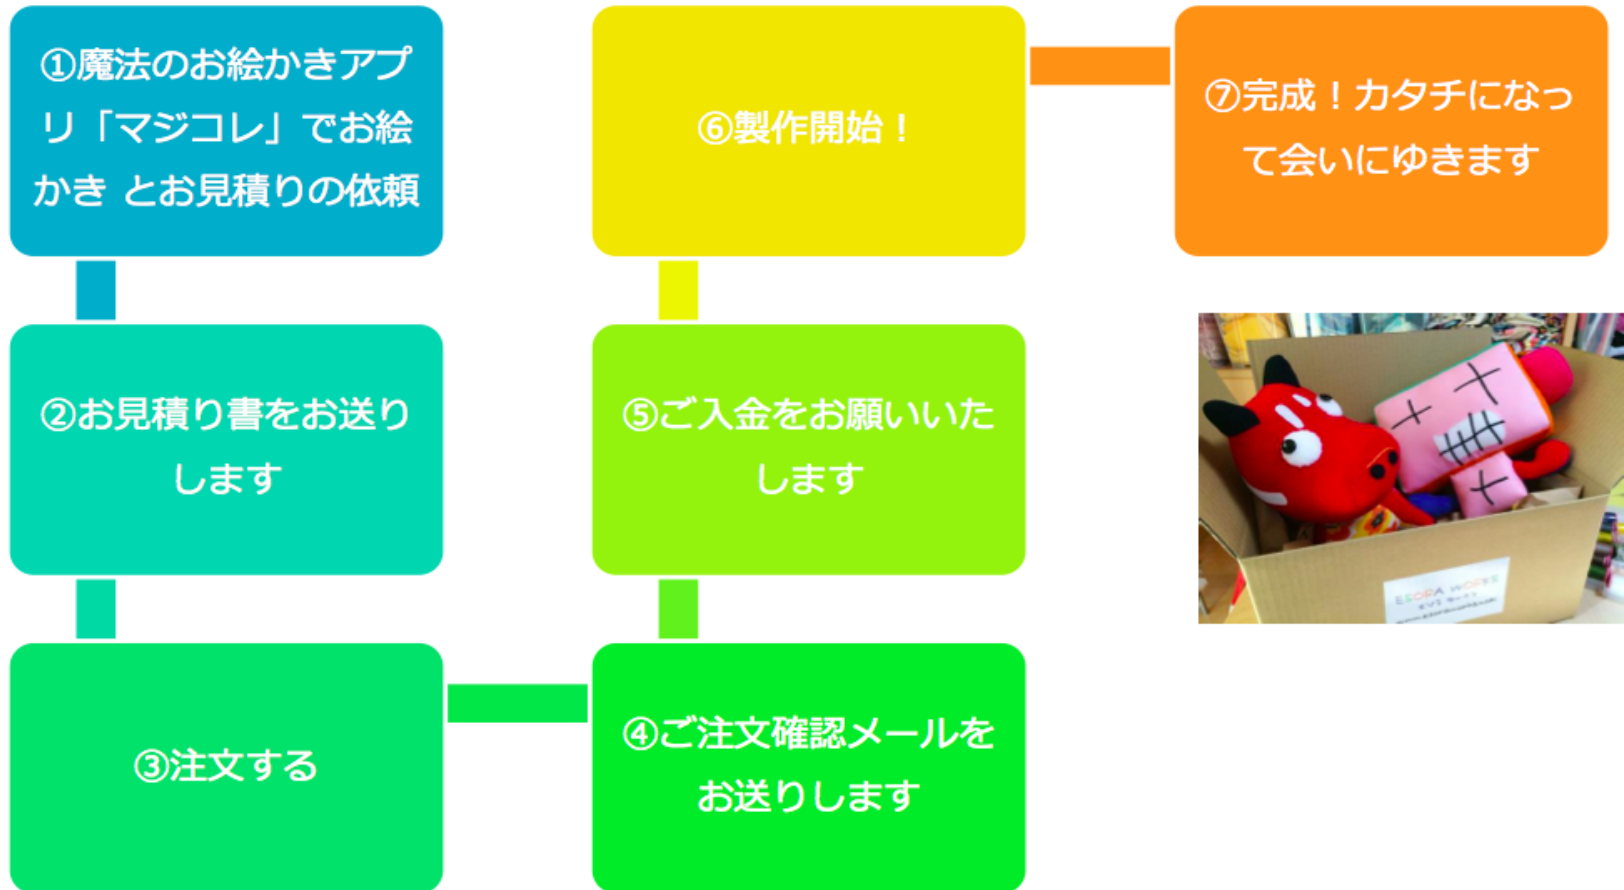 ①魔法のお絵かきアプ
リ「マジコレ」でお絵
かき とお見積りの依頼
②お見積り書をお送り
します
③注文する
④ご注文確認メールを
お送りします
⑤ご入金をお願いいた
します
⑥製作開始！
⑦完成！カタチになっ
て会いにゆきます
ESORA WORKS